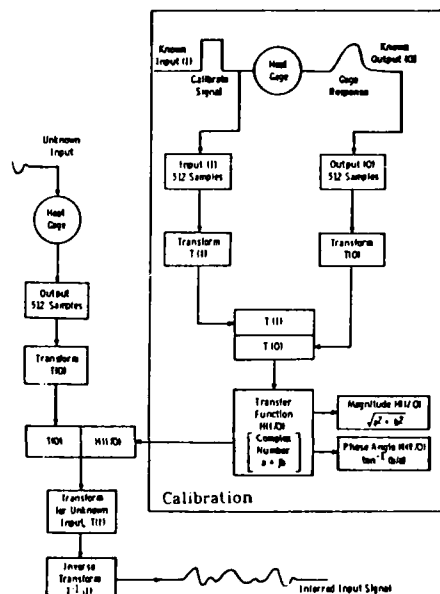 Known
Input (I)
Calibrate
Signal
Heat
Gage
Gage
Response
Known
Output (O)
Input (I)
512 Samples
Output (O)
512 Samples
Transform
T (I)
Transform
T(O)
T (I)
T (O)
Transfer
Function
H(I/O)
Complex
Number
a + jb
Magnitude H(I/O)
√a² + b²
Phase Angle H(I/O)
tan⁻¹ (b/a)
Calibration
Unknown
Input
Heat
Gage
Output
512 Samples
Transform
T(O)
T(O)
H(I/O)
Transform
for Unknown
Input, T(I)
Inverse
Transform
Inferred Input Signal